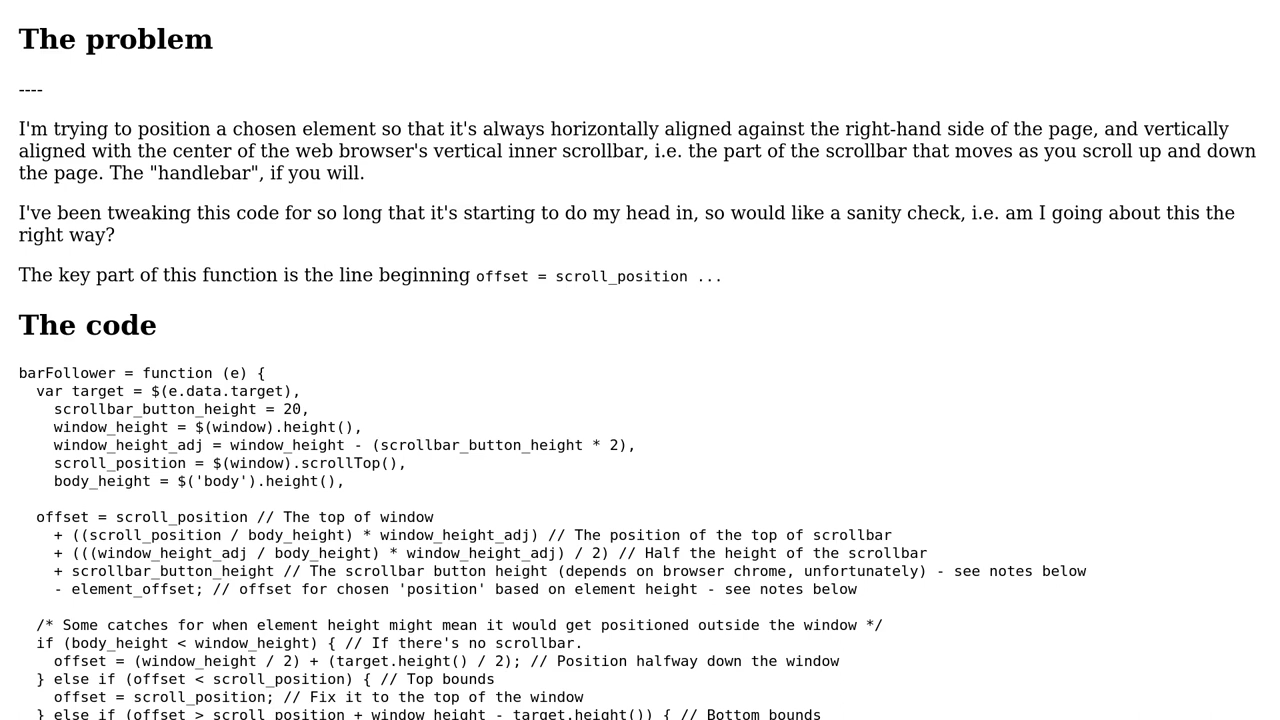 The problem
----
I'm trying to position a chosen element so that it's always horizontally aligned against the right-hand side of the page, and vertically
aligned with the center of the web browser's vertical inner scrollbar, i.e. the part of the scrollbar that moves as you scroll up and down
the page. The "handlebar", if you will.
I've been tweaking this code for so long that it's starting to do my head in, so would like a sanity check, i.e. am I going about this the
right way?
The key part of this function is the line beginning offset = scroll_position ...
The code
barFollower = function (e) {
  var target = $(e.data.target),
    scrollbar_button_height = 20,
    window_height = $(window).height(),
    window_height_adj = window_height - (scrollbar_button_height * 2),
    scroll_position = $(window).scrollTop(),
    body_height = $('body').height(),
  offset = scroll_position // The top of window
    + ((scroll_position / body_height) * window_height_adj) // The position of the top of scrollbar
    + (((window_height_adj / body_height) * window_height_adj) / 2) // Half the height of the scrollbar
    + scrollbar_button_height // The scrollbar button height (depends on browser chrome, unfortunately) - see notes below
    - element_offset; // offset for chosen 'position' based on element height - see notes below
  /* Some catches for when element height might mean it would get positioned outside the window */
  if (body_height < window_height) { // If there's no scrollbar.
    offset = (window_height / 2) + (target.height() / 2); // Position halfway down the window
  } else if (offset < scroll_position) { // Top bounds
    offset = scroll_position; // Fix it to the top of the window
  } else if (offset > scroll_position + window_height - target.height()) { // Bottom bounds